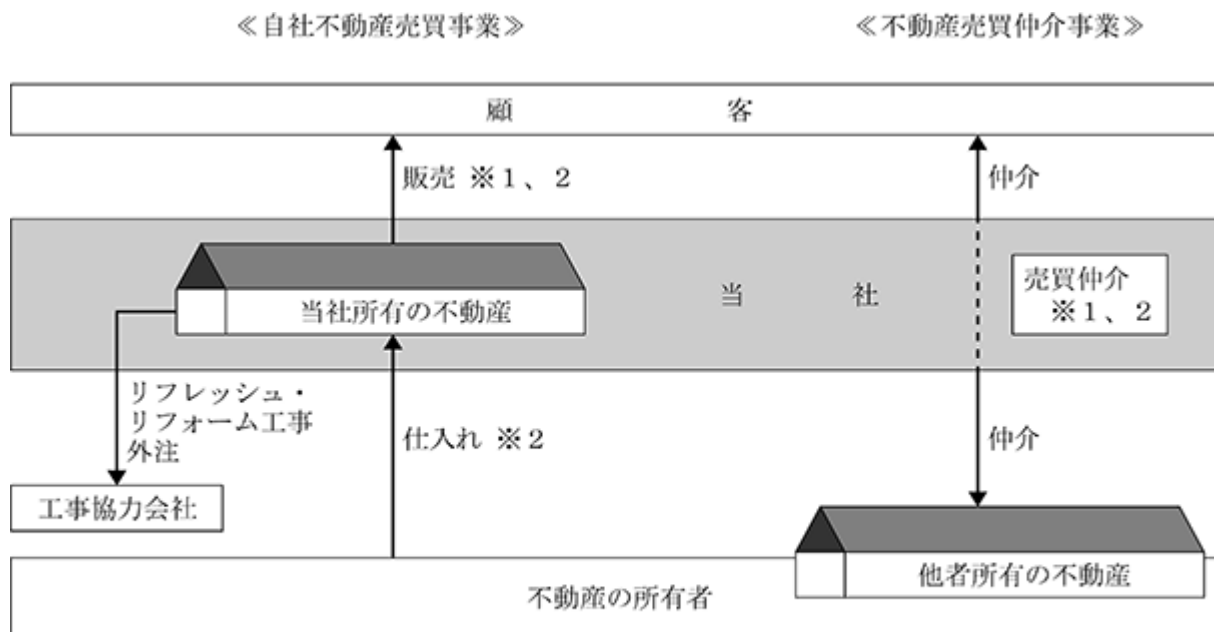 ≪自社不動産売買事業≫
≪不動産売買仲介事業≫
顧客
販売 ※1、2
仲介
当社所有の不動産
当社
売買仲介
※1、2
リフレッシュ・
リフォーム工事
外注
仕入れ ※2
仲介
工事協力会社
他者所有の不動産
不動産の所有者